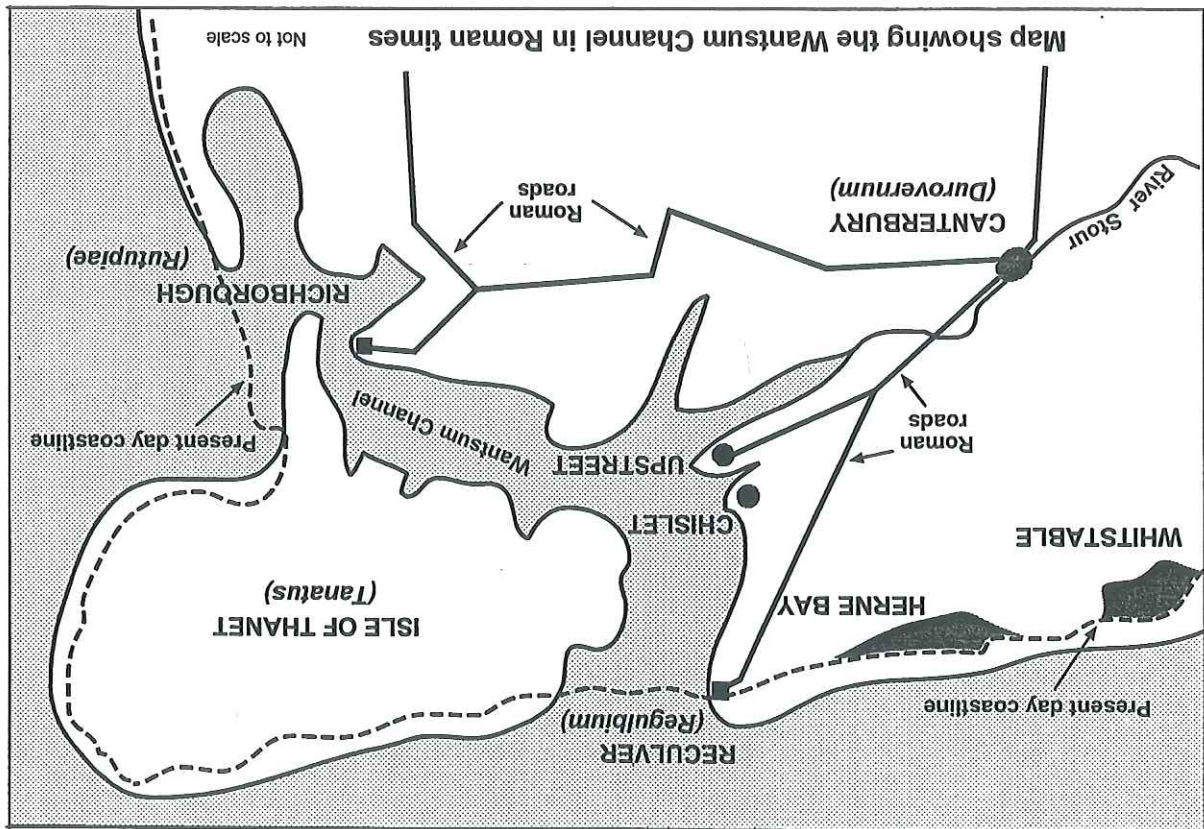 RECULVER
(Regulbium)
Present day coastline
HERNE BAY
WHITSTABLE
ISLE OF THANET
(Tanatus)
CHISLET
UPSTREET
Wantsum Channel
Present day coastline
Roman
roads
RICHBOROUGH
(Rutupiae)
River Stour
CANTERBURY
(Durovernum)
Roman
roads
Map showing the Wantsum Channel in Roman times
Not to scale